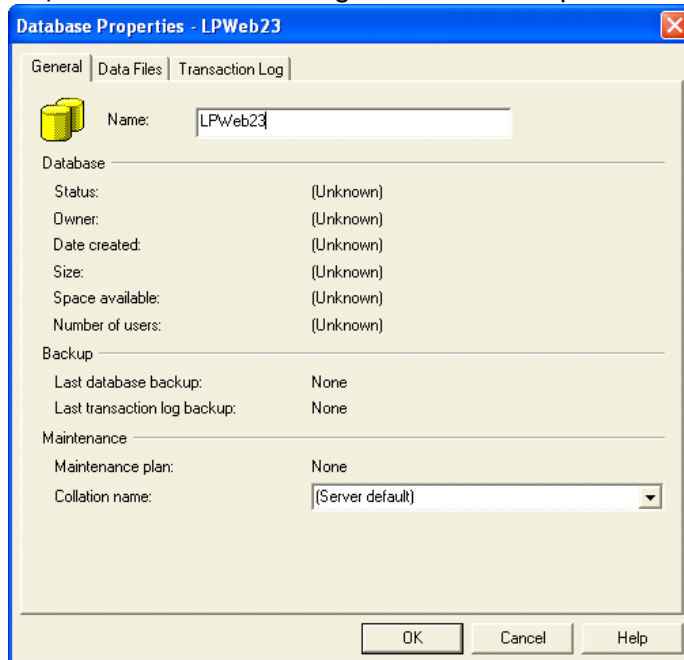 Database Properties - LPWeb23
General Data Files Transaction Log
Name: LPWeb23
Database
Status: (Unknown)
Owner: (Unknown)
Date created: (Unknown)
Size: (Unknown)
Space available: (Unknown)
Number of users: (Unknown)
Backup
Last database backup: None
Last transaction log backup: None
Maintenance
Maintenance plan: None
Collation name: (Server default)
OK Cancel Help